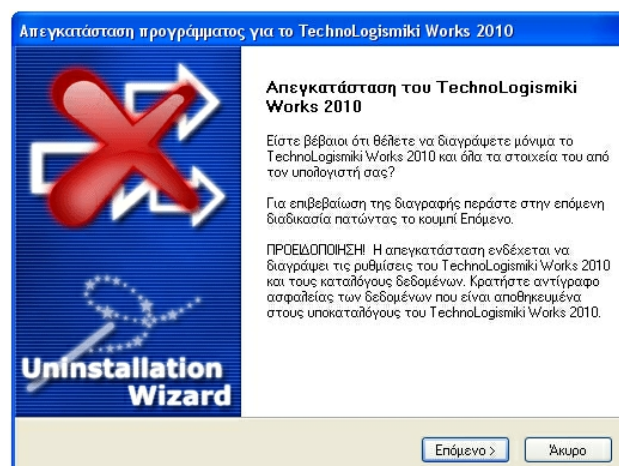 Απεγκατάσταση προγράμματος για το TechnoLogismiki Works 2010
Απεγκατάσταση του TechnoLogismiki
Works 2010
Είστε βέβαιοι ότι θέλετε να διαγράψετε μόνιμα το
TechnoLogismiki Works 2010 και όλα τα στοιχεία του από
τον υπολογιστή σας?
Για επιβεβαίωση της διαγραφής περάστε στην επόμενη
διαδικασία πατώντας το κουμπί Επόμενο.
ΠΡΟΕΙΔΟΠΟΙΗΣΗ! Η απεγκατάσταση ενδέχεται να
διαγράψει τις ρυθμίσεις του TechnoLogismiki Works 2010
και τους καταλόγους δεδομένων. Κρατήστε αντίγραφο
ασφαλείας των δεδομένων που είναι αποθηκευμένα
στους υποκαταλόγους του TechnoLogismiki Works 2010.
Uninstallation
Wizard
Επόμενο >
Άκυρο